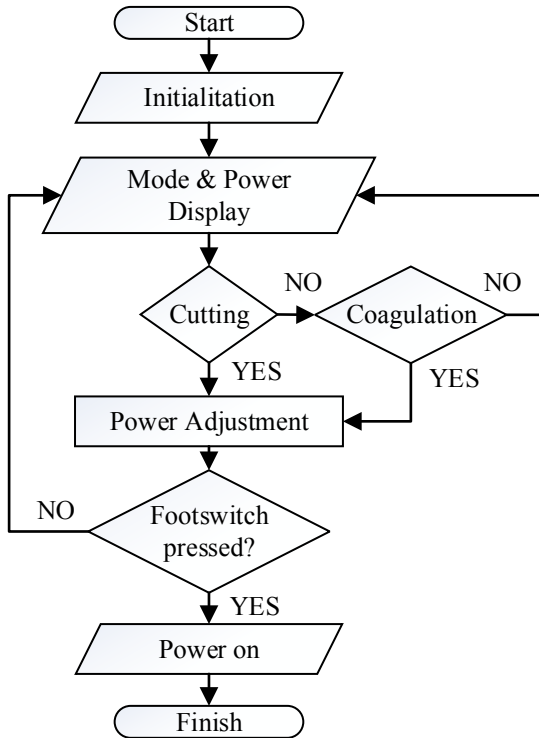 Start
Initialitation
Mode & Power
Display
Cutting
NO
Coagulation
NO
YES
YES
Power Adjustment
NO
Footswitch
pressed?
YES
Power on
Finish